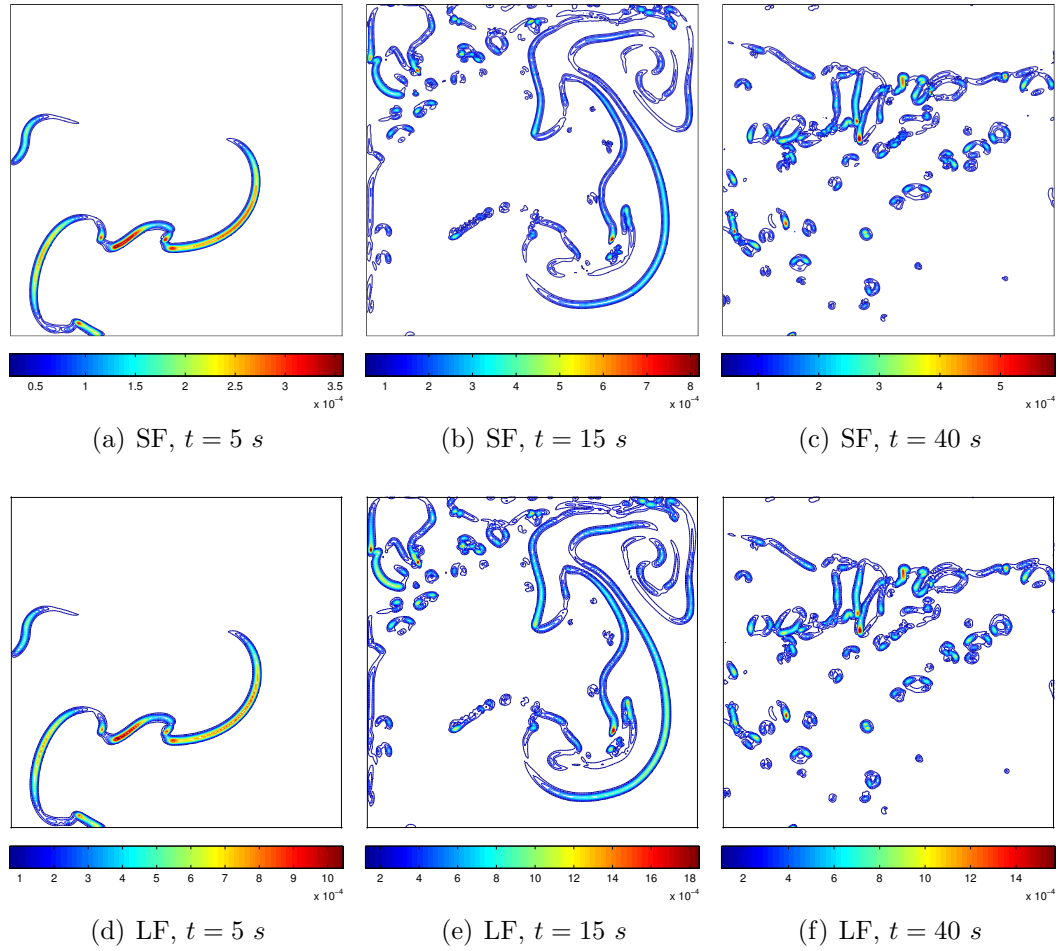 0.5 1 1.5 2 2.5 3 3.5
x 10⁻⁴
1 2 3 4 5 6 7 8
x 10⁻⁴
1 2 3 4 5
x 10⁻⁴
(a) SF, t = 5 s
(b) SF, t = 15 s
(c) SF, t = 40 s
1 2 3 4 5 6 7 8 9 10
x 10⁻⁴
2 4 6 8 10 12 14 16 18
x 10⁻⁴
2 4 6 8 10 12 14
x 10⁻⁴
(d) LF, t = 5 s
(e) LF, t = 15 s
(f) LF, t = 40 s